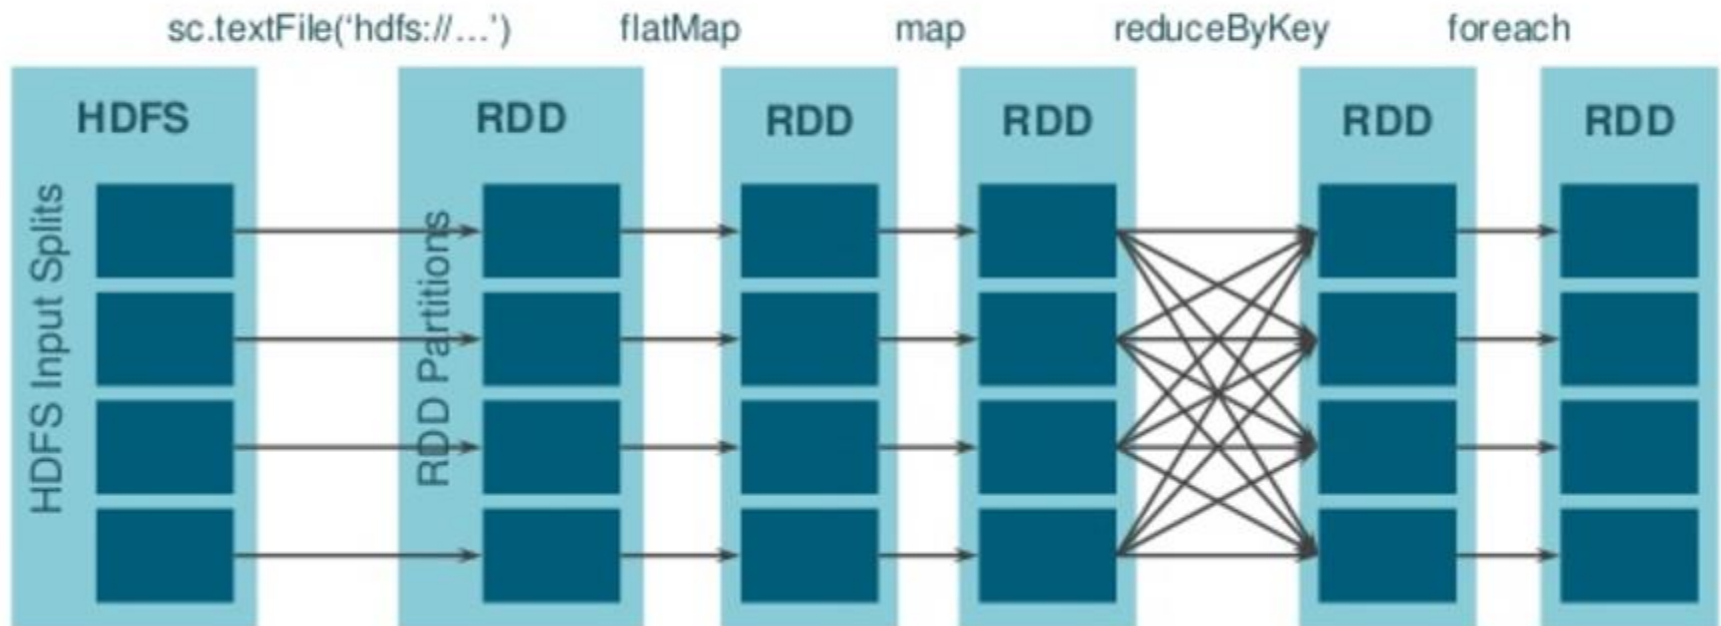 sc.textFile(‘hdfs://…’) flatMap map reduceByKey foreach
HDFS RDD RDD RDD RDD RDD
HDFS Input Splits
RDD Partitions